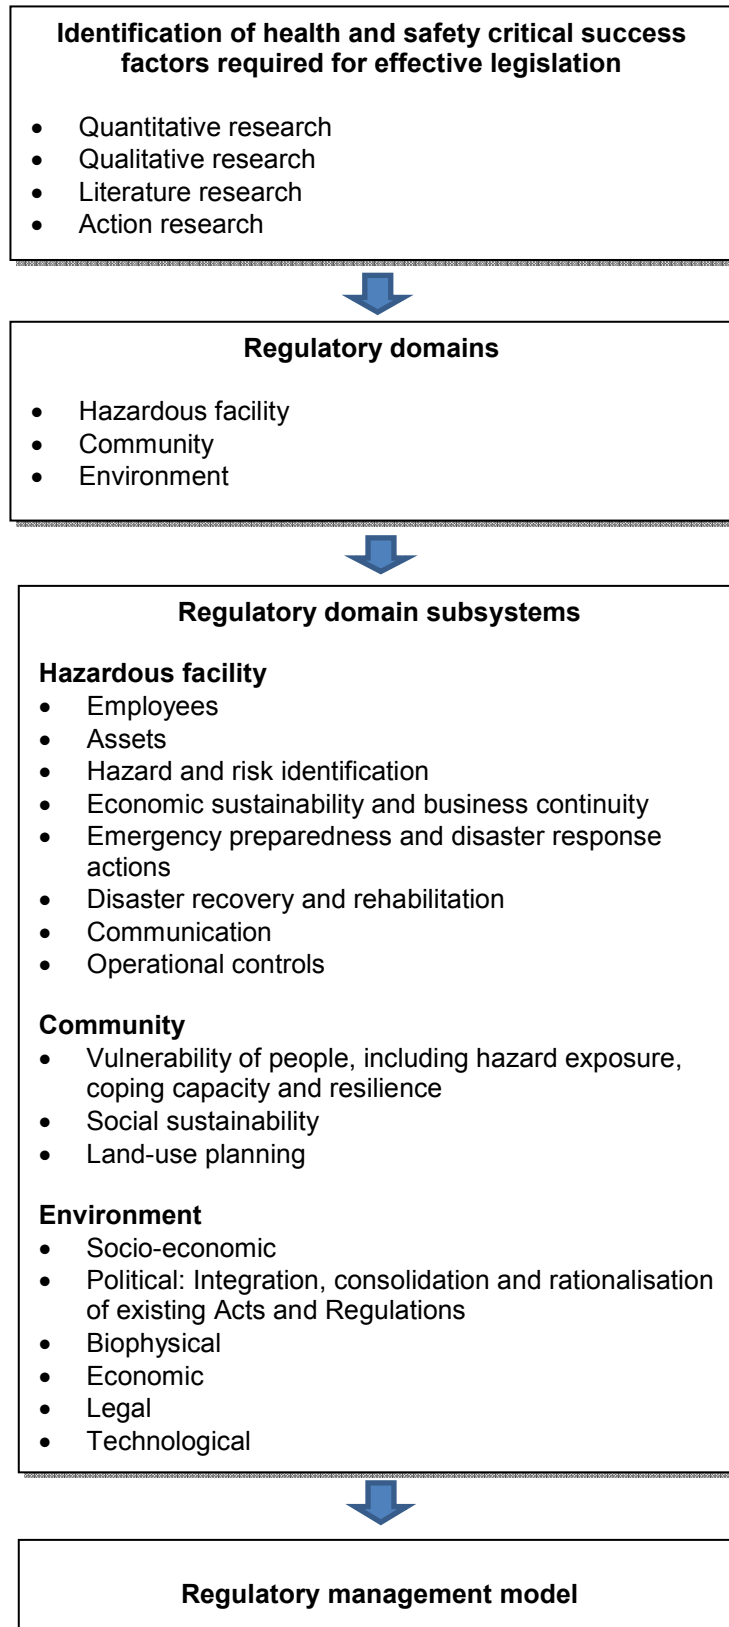 Identification of health and safety critical success
factors required for effective legislation
• Quantitative research
• Qualitative research
• Literature research
• Action research
Regulatory domains
• Hazardous facility
• Community
• Environment
Regulatory domain subsystems
Hazardous facility
• Employees
• Assets
• Hazard and risk identification
• Economic sustainability and business continuity
• Emergency preparedness and disaster response
actions
• Disaster recovery and rehabilitation
• Communication
• Operational controls
Community
• Vulnerability of people, including hazard exposure,
coping capacity and resilience
• Social sustainability
• Land-use planning
Environment
• Socio-economic
• Political: Integration, consolidation and rationalisation
of existing Acts and Regulations
• Biophysical
• Economic
• Legal
• Technological
Regulatory management model